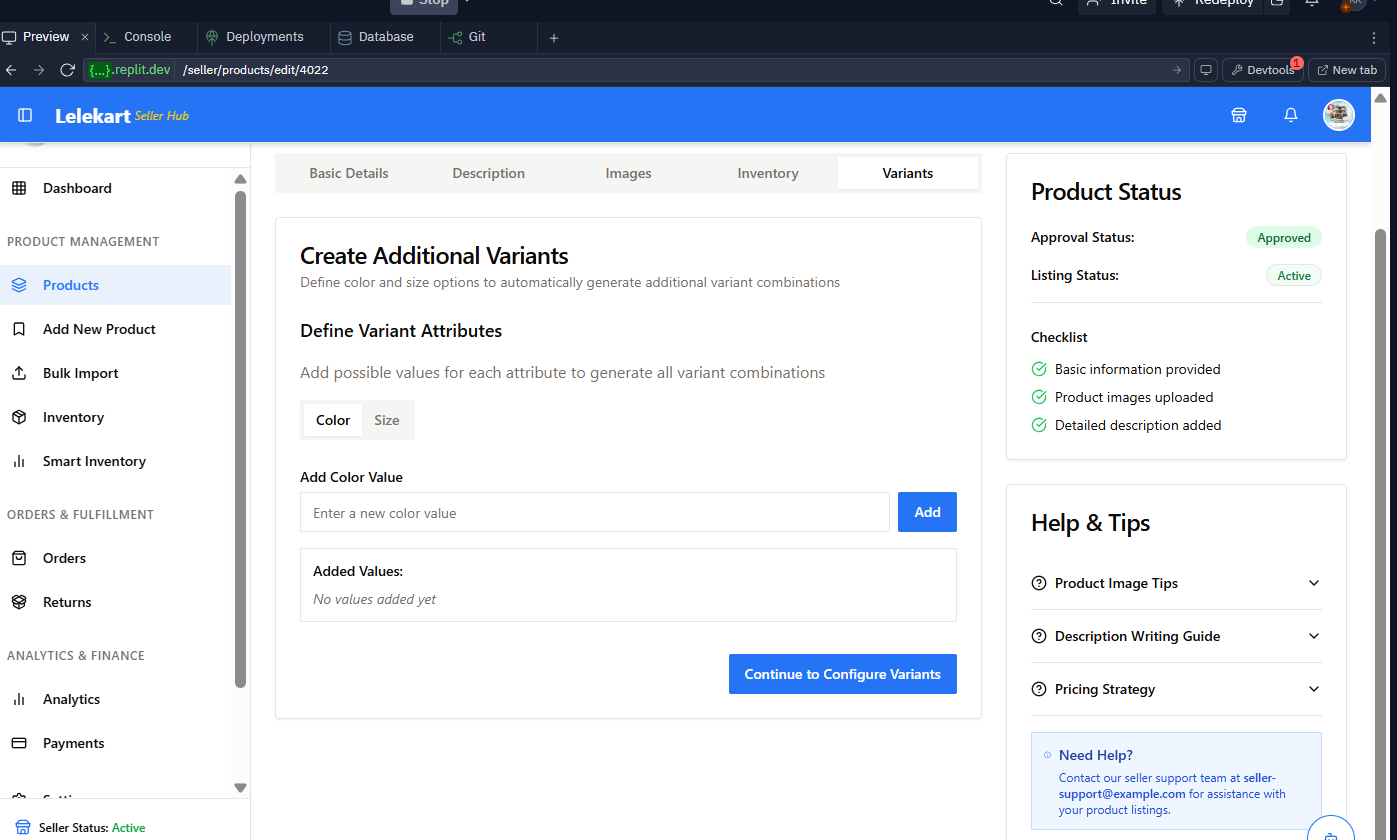 Stop
Invite
Redeploy
Preview
Console
Deployments
Database
Git
{...}.replit.dev /seller/products/edit/4022
Devtools
1
New tab
Lelekart Seller Hub
Dashboard
PRODUCT MANAGEMENT
Products
Add New Product
Bulk Import
Inventory
Smart Inventory
ORDERS & FULFILLMENT
Orders
Returns
ANALYTICS & FINANCE
Analytics
Payments
Seller Status: Active
Basic Details
Description
Images
Inventory
Variants
Create Additional Variants
Define color and size options to automatically generate additional variant combinations
Define Variant Attributes
Add possible values for each attribute to generate all variant combinations
Color
Size
Add Color Value
Enter a new color value
Add
Added Values:
No values added yet
Continue to Configure Variants
Product Status
Approval Status: Approved
Listing Status: Active
Checklist
Basic information provided
Product images uploaded
Detailed description added
Help & Tips
Product Image Tips
Description Writing Guide
Pricing Strategy
Need Help?
Contact our seller support team at seller-
support@example.com for assistance with
your product listings.